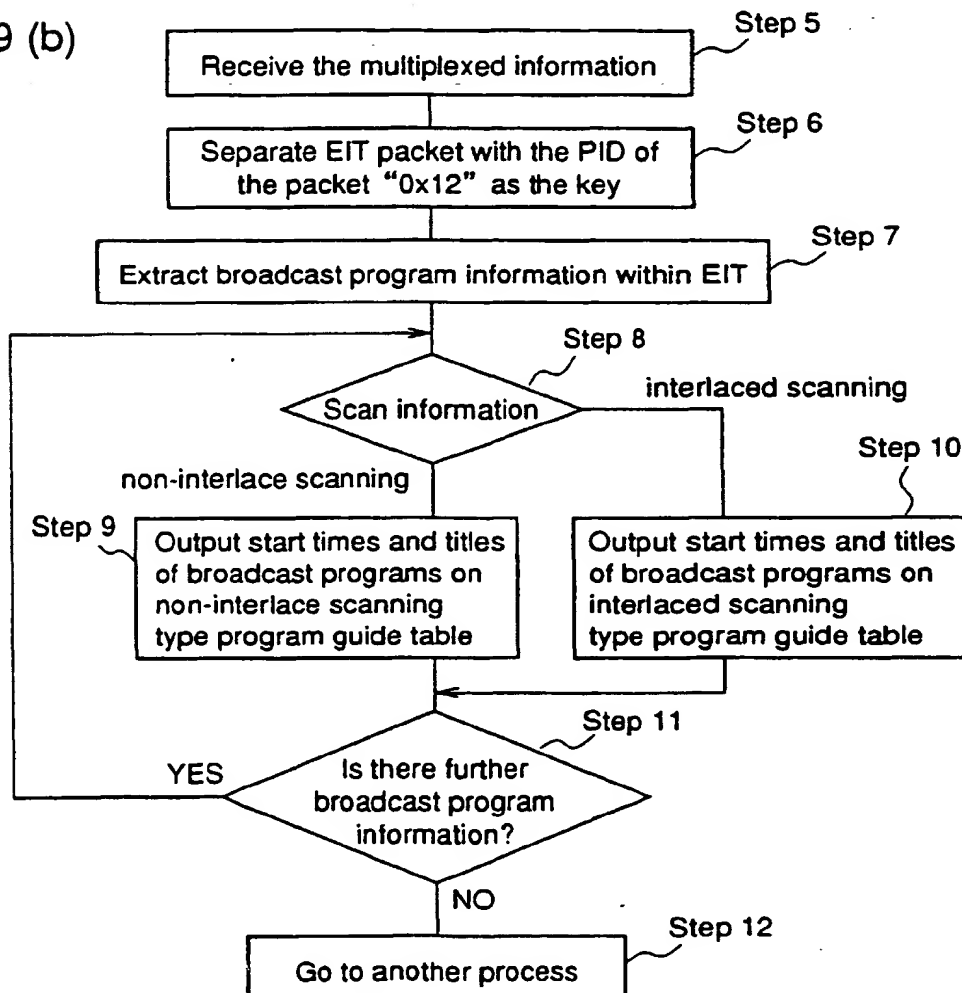 9 (b)
Step 5
Receive the multiplexed information
Step 6
Separate EIT packet with the PID of
the packet "0x12" as the key
Step 7
Extract broadcast program information within EIT
Step 8
Scan information
interlaced scanning
non-interlace scanning
Step 9
Output start times and titles
of broadcast programs on
non-interlace scanning
type program guide table
Step 10
Output start times and titles
of broadcast programs on
interlaced scanning
type program guide table
Step 11
Is there further
broadcast program
information?
YES
NO
Step 12
Go to another process